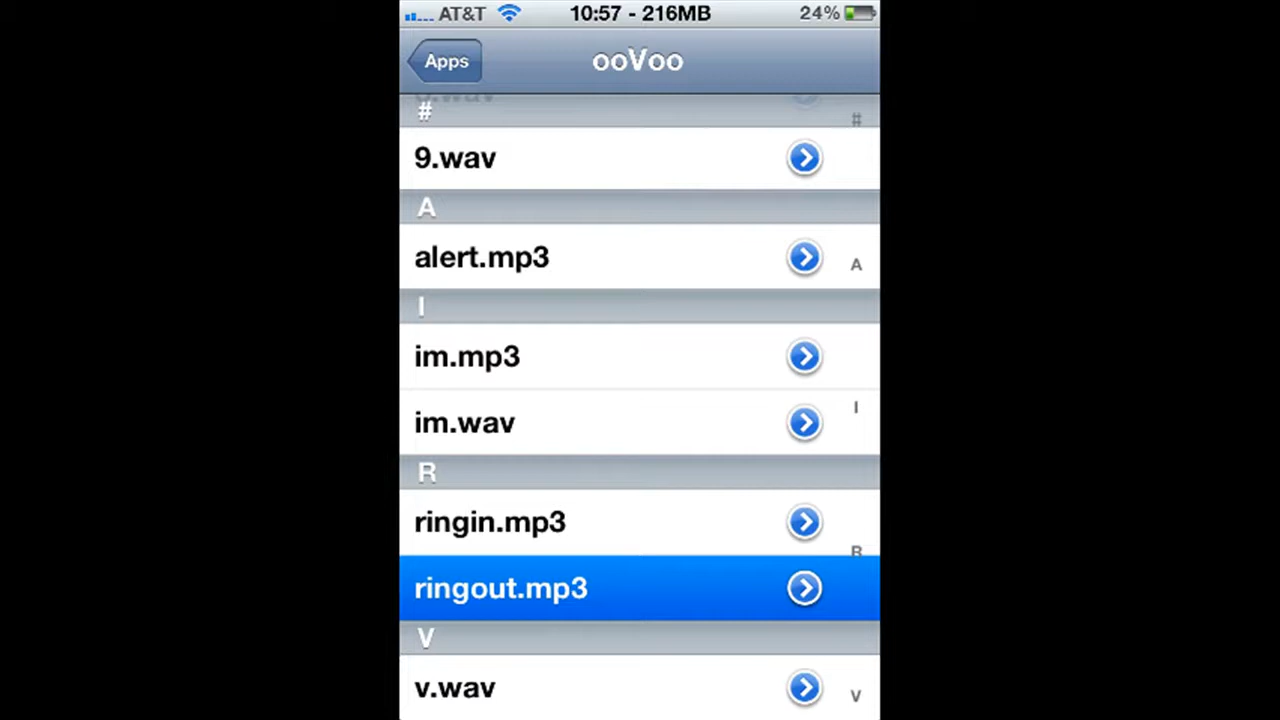 AT&T 10:57 - 216MB 24%
Apps ooVoo
#
#
9.wav
A
alert.mp3
A
I
im.mp3
im.wav
I
R
ringin.mp3
R
ringout.mp3
V
v.wav
V